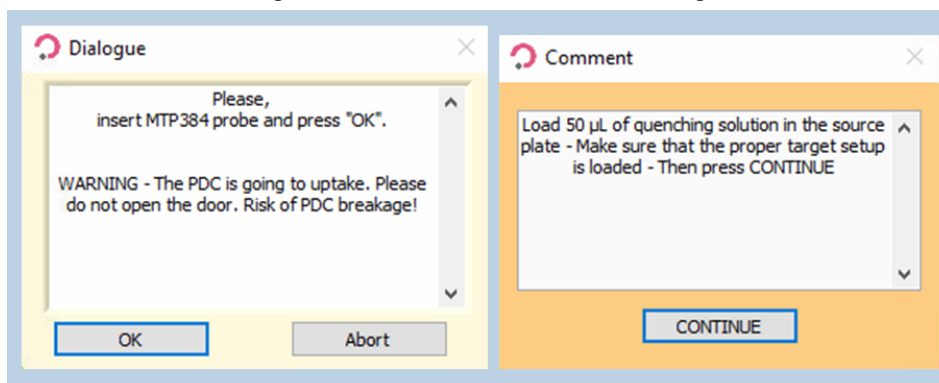 Dialogue
Please,
insert MTP384 probe and press "OK".
WARNING - The PDC is going to uptake. Please
do not open the door. Risk of PDC breakage!
OK
Abort
Comment
Load 50 µL of quenching solution in the source
plate - Make sure that the proper target setup
is loaded - Then press CONTINUE
CONTINUE